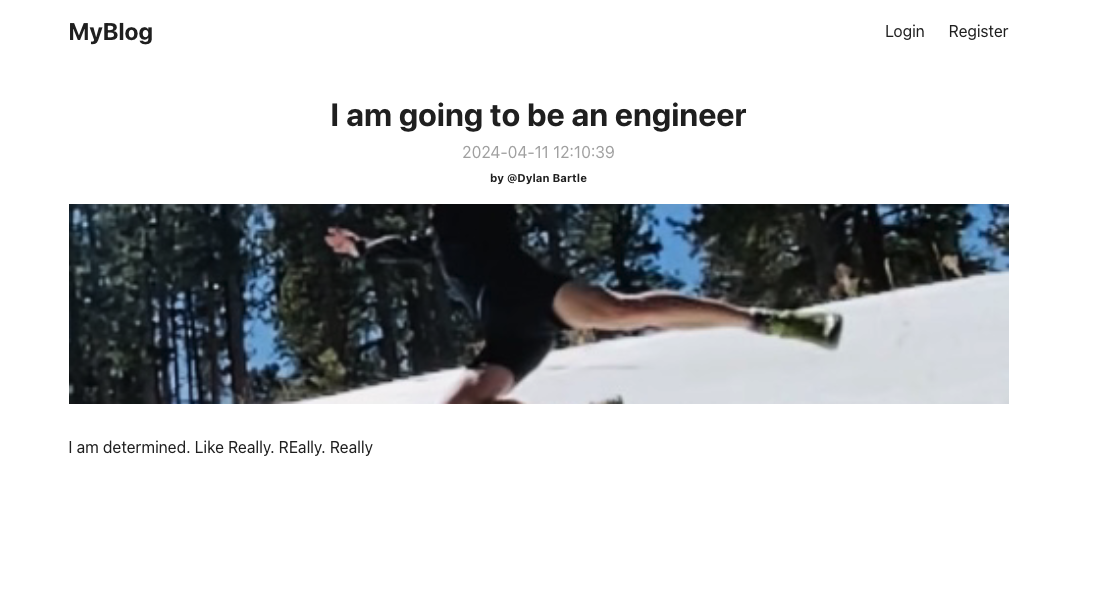 MyBlog
Login Register
I am going to be an engineer
2024-04-11 12:10:39
by @Dylan Bartle
I am determined. Like Really. REally. Really